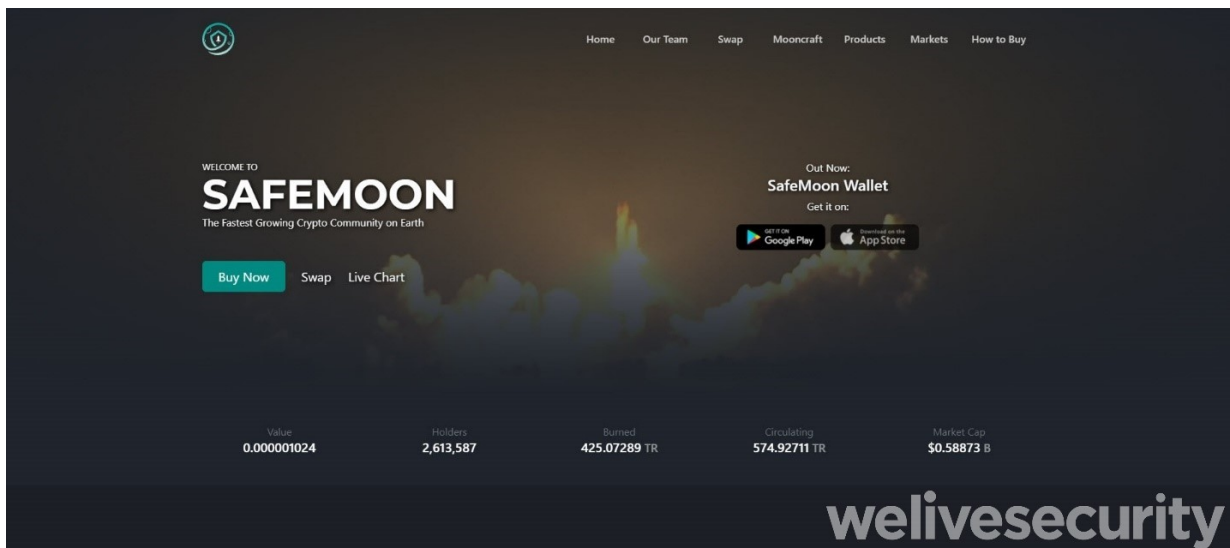 Home Our Team Swap Mooncraft Products Markets How to Buy
WELCOME TO
SAFEMOON
The Fastest Growing Crypto Community on Earth
Buy Now Swap Live Chart
Out Now:
SafeMoon Wallet
Get it on:
GET IT ON
Google Play
Download on the
App Store
Value Holders Burned Circulating Market Cap
0.000001024 2,613,587 425.07289 TR 574.92711 TR $0.58873 B
welivesecurity